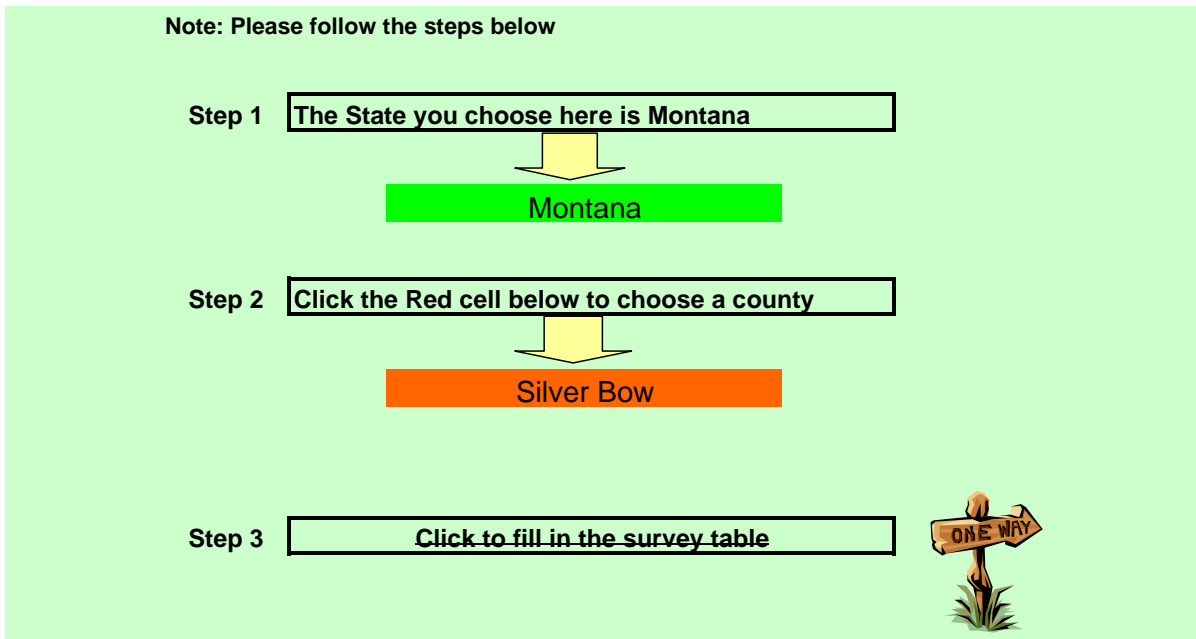 Note: Please follow the steps below
Step 1 The State you choose here is Montana
Montana
Step 2 Click the Red cell below to choose a county
Silver Bow
Step 3 Click to fill in the survey table
ONE WAY